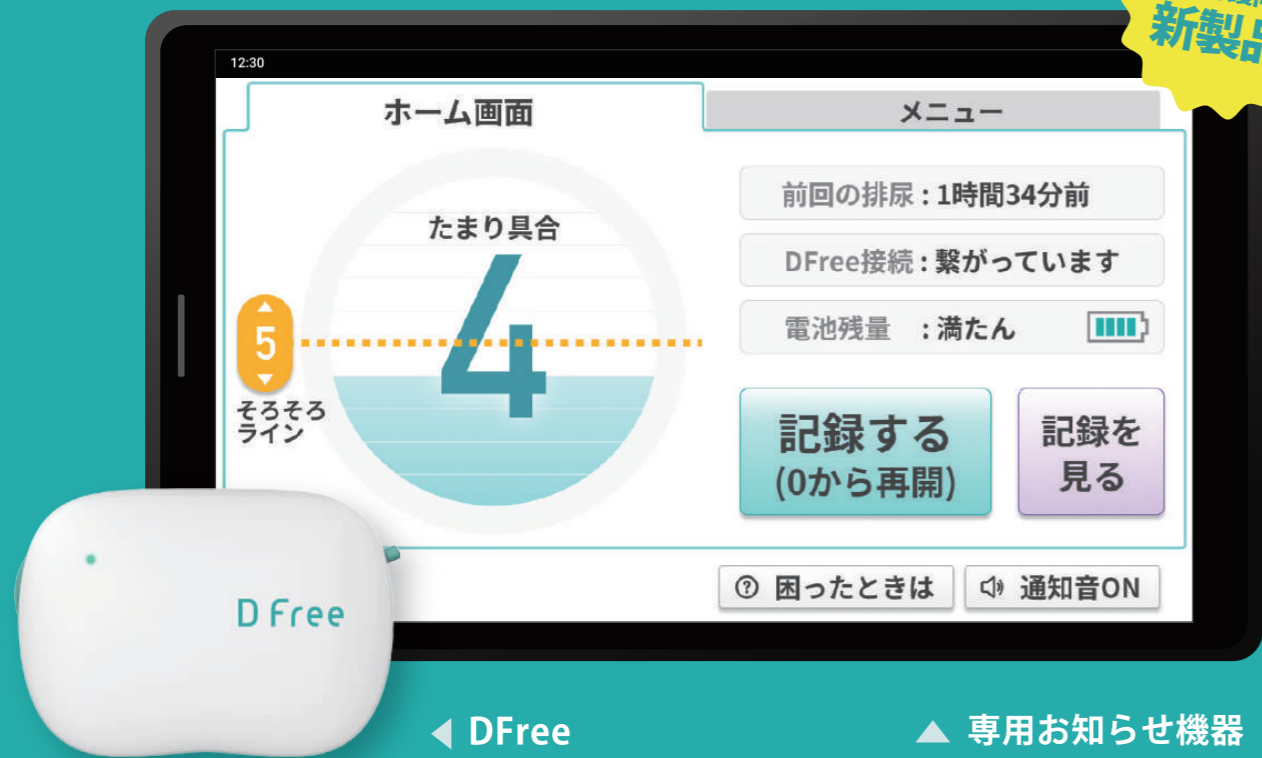 新製品
12:30
ホーム画面
メニュー
たまり具合
4
5
そろそろ
ライン
前回の排尿 : 1時間34分前
DFree接続 : 繋がっています
電池残量 : 満たん
記録する
(0から再開)
記録を
見る
? 困ったときは
通知音ON
DFree
◀ DFree
▲ 専用お知らせ機器